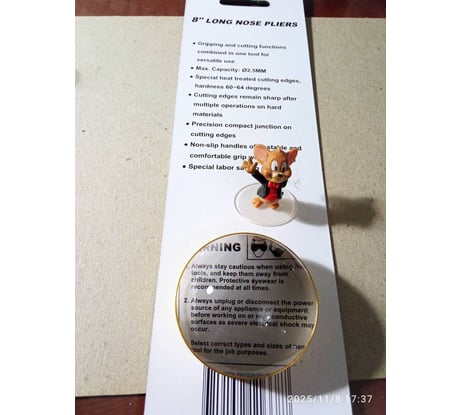 8" LONG NOSE PLIERS
• Gripping and cutting functions
combined in one tool for
versatile use
• Max. Capacity: Ø2.5MM
• Special heat treated cutting edges,
hardness 60~64 degrees
• Cutting edges remain sharp after
multiple operations on hard
materials
• Precision compact junction on
cutting edges
• Non-slip handles and
comfortable grip
• Special labor
NING
1. Always stay cautious when using
tools, and keep them away from
children. Protective eyewear is
recommended at all times.
2. Always unplug or disconnect the power
source of any appliance or equipment
before working on or conductive
surfaces as severe shock may
occur.
Select correct types and sizes of
tool for the job purposes.
2025/11/8 17:37